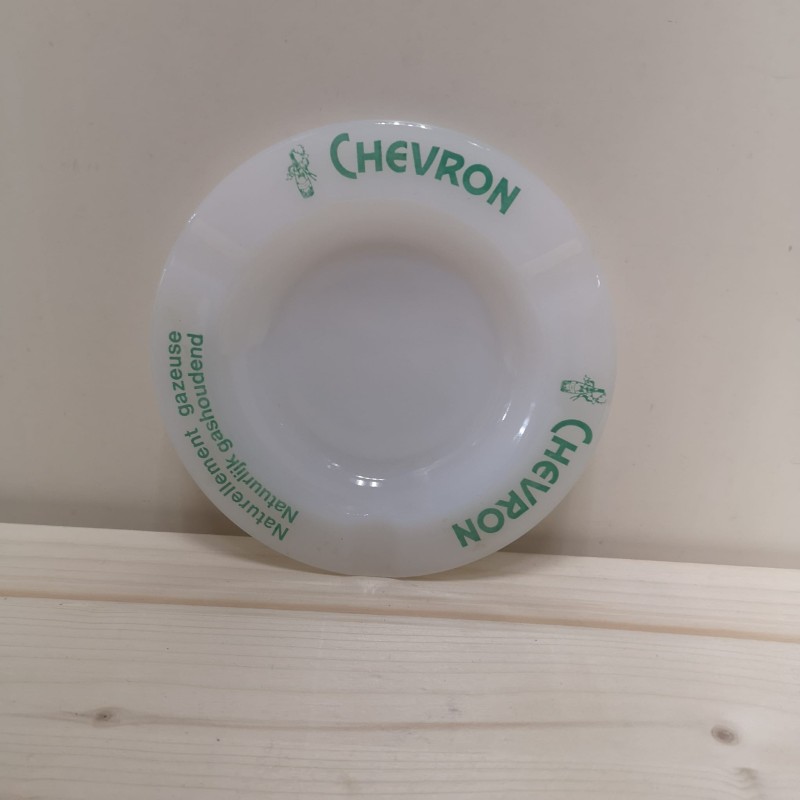 CHEVRON
CHEVRON
Naturellement gazeuse
Natuurlijk gashoudend